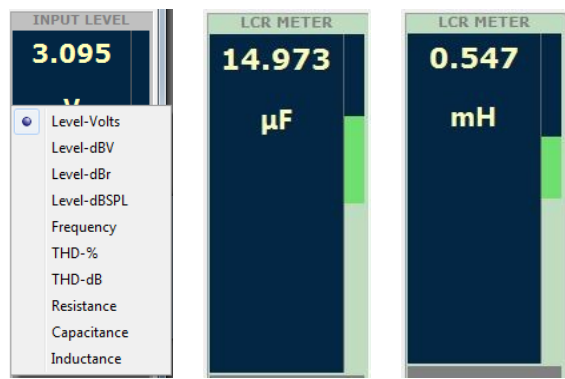 INPUT LEVEL
3.095
V
Level-Volts
Level-dBV
Level-dBr
Level-dBSPL
Frequency
THD-%
THD-dB
Resistance
Capacitance
Inductance
LCR METER
14.973
µF
LCR METER
0.547
mH